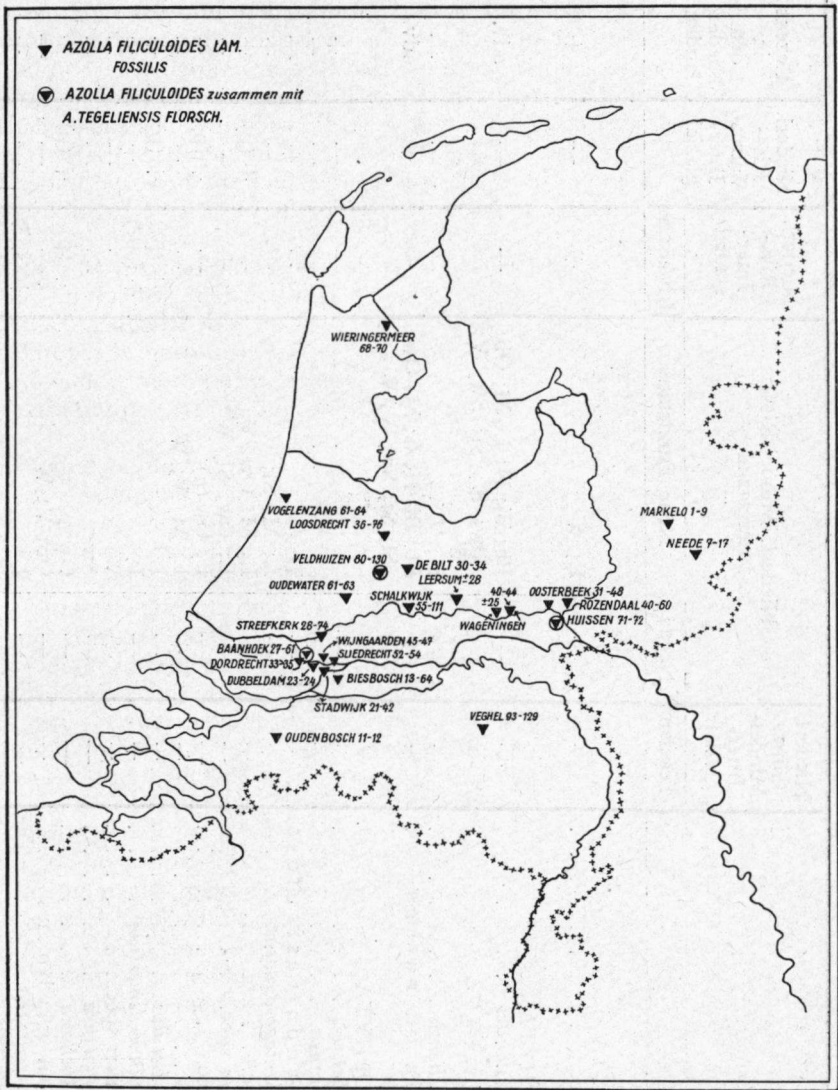 AZOLLA FILICULOIDES LAM.
FOSSILIS
AZOLLA FILICULOIDES zusammen mit
A. TEGELIENSIS FLORSCH.
WIERINGERMEER
68-70
VOGELENZANG 61-64
LOOSDRECHT 36-76
MARKELO 1-9
NEEDE 7-17
VELDHUIZEN 80-130
DE BILT 30-34
LEERSUM ± 28
OUDEWATER 61-63
SCHALKWIJK
55-111
40-44
±25
WAGENINGEN
OOSTERBEEK 31-48
ROZENDAAL 40-60
HUISSEN 71-72
STREEFKERK 28-74
BAANHOEK 27-61
WIJNGAARDEN 45-47
SLIEDRECHT 52-54
DORDRECHT 33-35
DUBBELDAM 23-24
BIESBOSCH 13-64
STADWIJK 21-42
VEGHEL 93-129
OUDENBOSCH 11-12